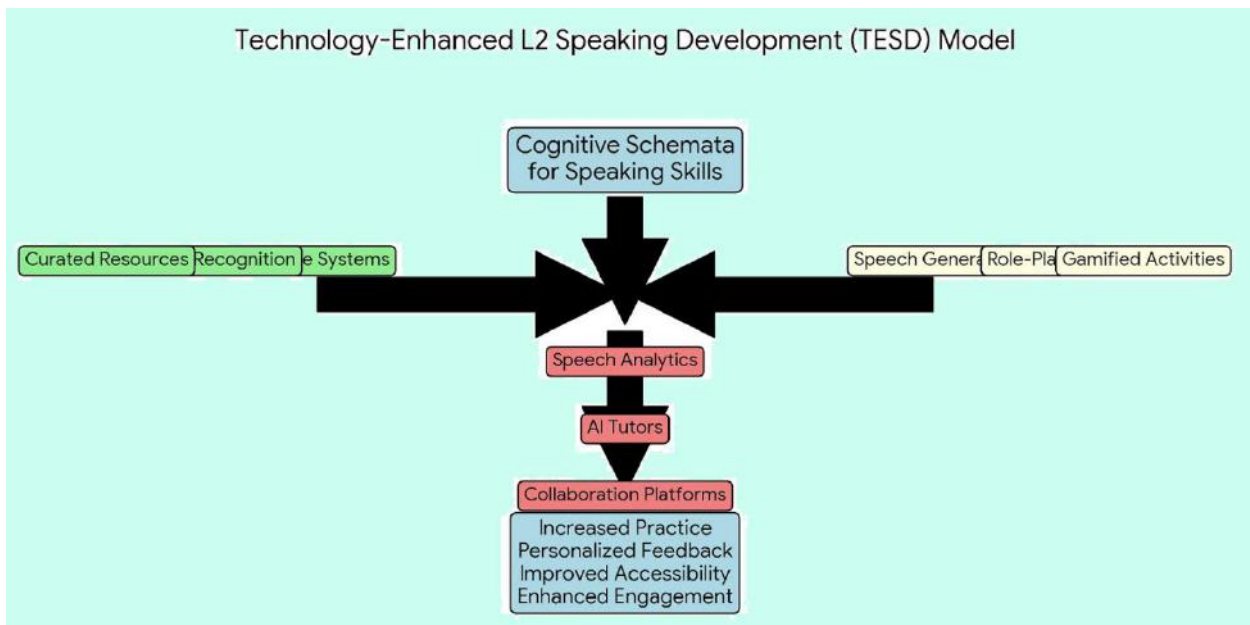 Technology-Enhanced L2 Speaking Development (TESD) Model
Cognitive Schemata
for Speaking Skills
Curated Resources Recognition Systems
Speech Role-Pla Gamified Activities
Speech Analytics
AI Tutors
Collaboration Platforms
Increased Practice
Personalized Feedback
Improved Accessibility
Enhanced Engagement